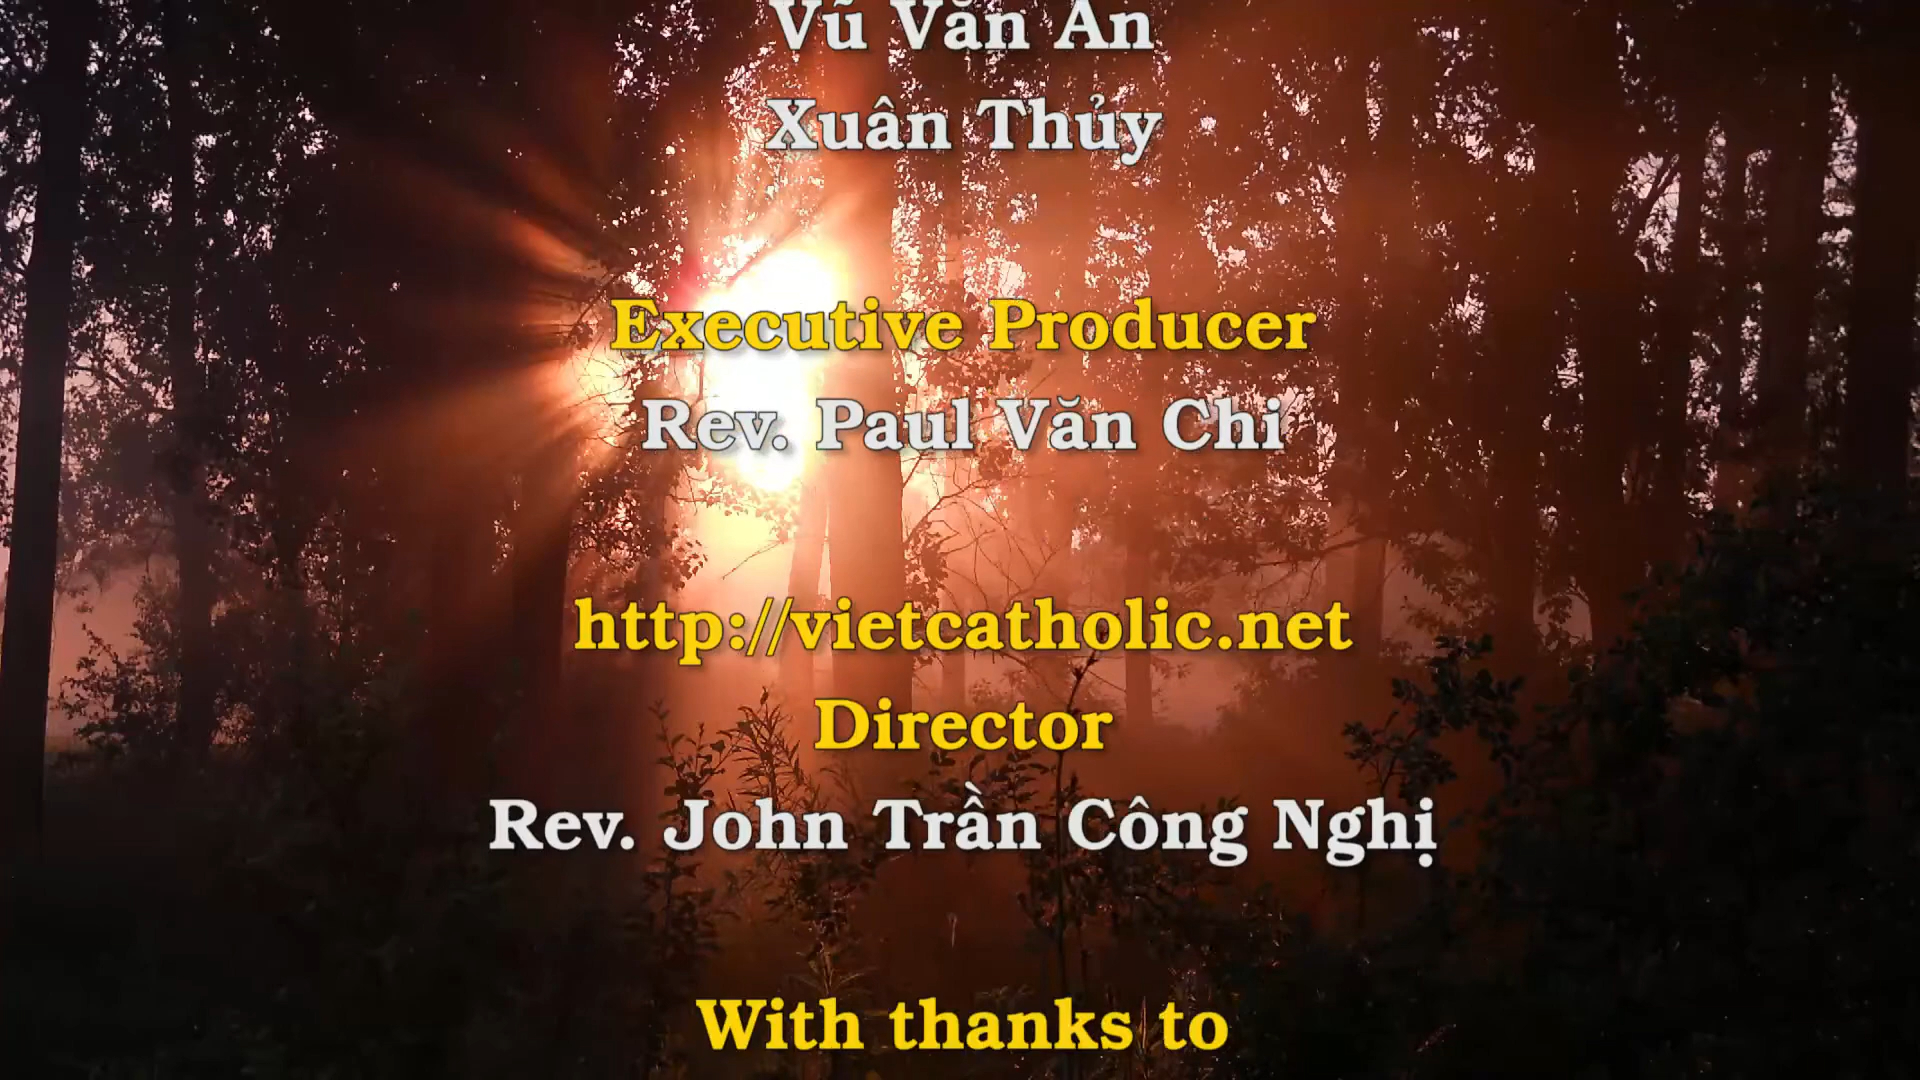 Vũ Văn An
Xuân Thủy
Executive Producer
Rev. Paul Văn Chi
http://vietcatholic.net
Director
Rev. John Trần Công Nghị
With thanks to